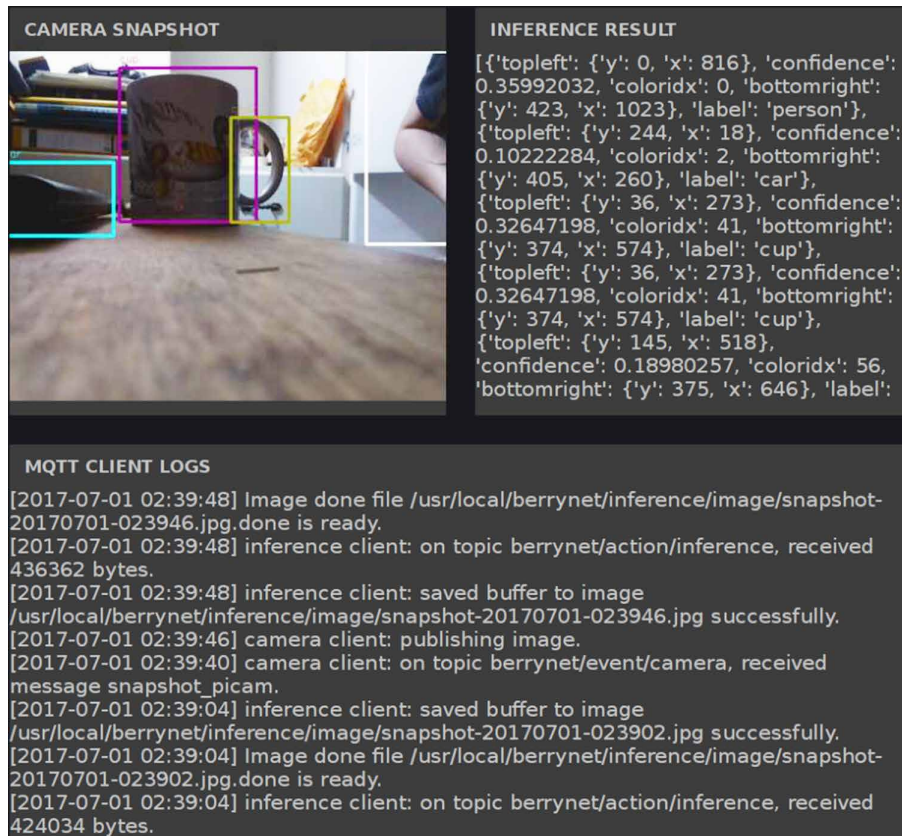 CAMERA SNAPSHOT
INFERENCE RESULT
[{'topleft': {'y': 0, 'x': 816}, 'confidence':
0.35992032, 'coloridx': 0, 'bottomright':
{'y': 423, 'x': 1023}, 'label': 'person'},
{'topleft': {'y': 244, 'x': 18}, 'confidence':
0.10222284, 'coloridx': 2, 'bottomright':
{'y': 405, 'x': 260}, 'label': 'car'},
{'topleft': {'y': 36, 'x': 273}, 'confidence':
0.32647198, 'coloridx': 41, 'bottomright':
{'y': 374, 'x': 574}, 'label': 'cup'},
{'topleft': {'y': 36, 'x': 273}, 'confidence':
0.32647198, 'coloridx': 41, 'bottomright':
{'y': 374, 'x': 574}, 'label': 'cup'},
{'topleft': {'y': 145, 'x': 518},
'confidence': 0.18980257, 'coloridx': 56,
'bottomright': {'y': 375, 'x': 646}, 'label':
MQTT CLIENT LOGS
[2017-07-01 02:39:48] Image done file /usr/local/berrynet/inference/image/snapshot-
20170701-023946.jpg.done is ready.
[2017-07-01 02:39:48] inference client: on topic berrynet/action/inference, received
436362 bytes.
[2017-07-01 02:39:48] inference client: saved buffer to image
/usr/local/berrynet/inference/image/snapshot-20170701-023946.jpg successfully.
[2017-07-01 02:39:46] camera client: publishing image.
[2017-07-01 02:39:40] camera client: on topic berrynet/event/camera, received
message snapshot_picam.
[2017-07-01 02:39:04] inference client: saved buffer to image
/usr/local/berrynet/inference/image/snapshot-20170701-023902.jpg successfully.
[2017-07-01 02:39:04] Image done file /usr/local/berrynet/inference/image/snapshot-
20170701-023902.jpg.done is ready.
[2017-07-01 02:39:04] inference client: on topic berrynet/action/inference, received
424034 bytes.